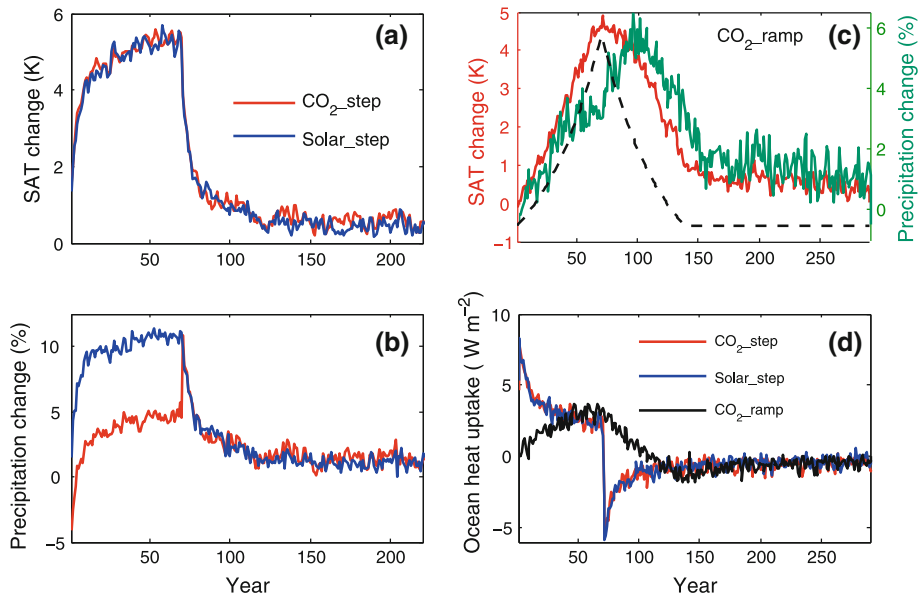 (a)
SAT change (K)
6
4
2
0
CO₂_step
Solar_step
50
100
150
200
(c)
CO₂_ramp
SAT change (K)
5
4
3
2
1
0
−1
Precipitation change (%)
6
4
2
0
50
100
150
200
250
(b)
Precipitation change (%)
10
5
0
−5
50
100
150
200
Year
(d)
Ocean heat uptake ( W m⁻²)
10
5
0
−5
CO₂_step
Solar_step
CO₂_ramp
50
100
150
200
250
Year